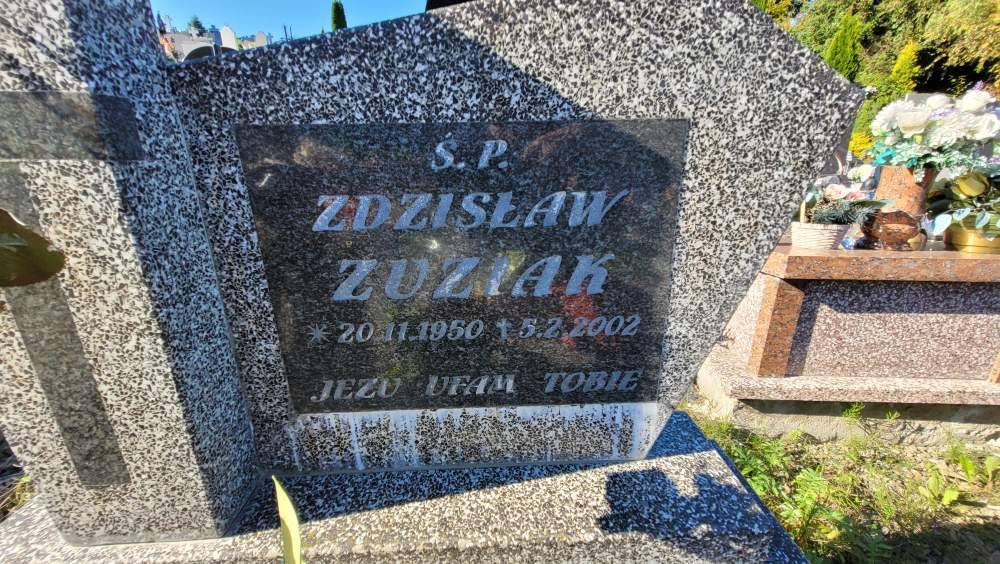 Ś. P.
ZDZISŁAW
ZUZIAK
* 20.11.1950 † 5.2.2002
JEZU UFAM TOBIE